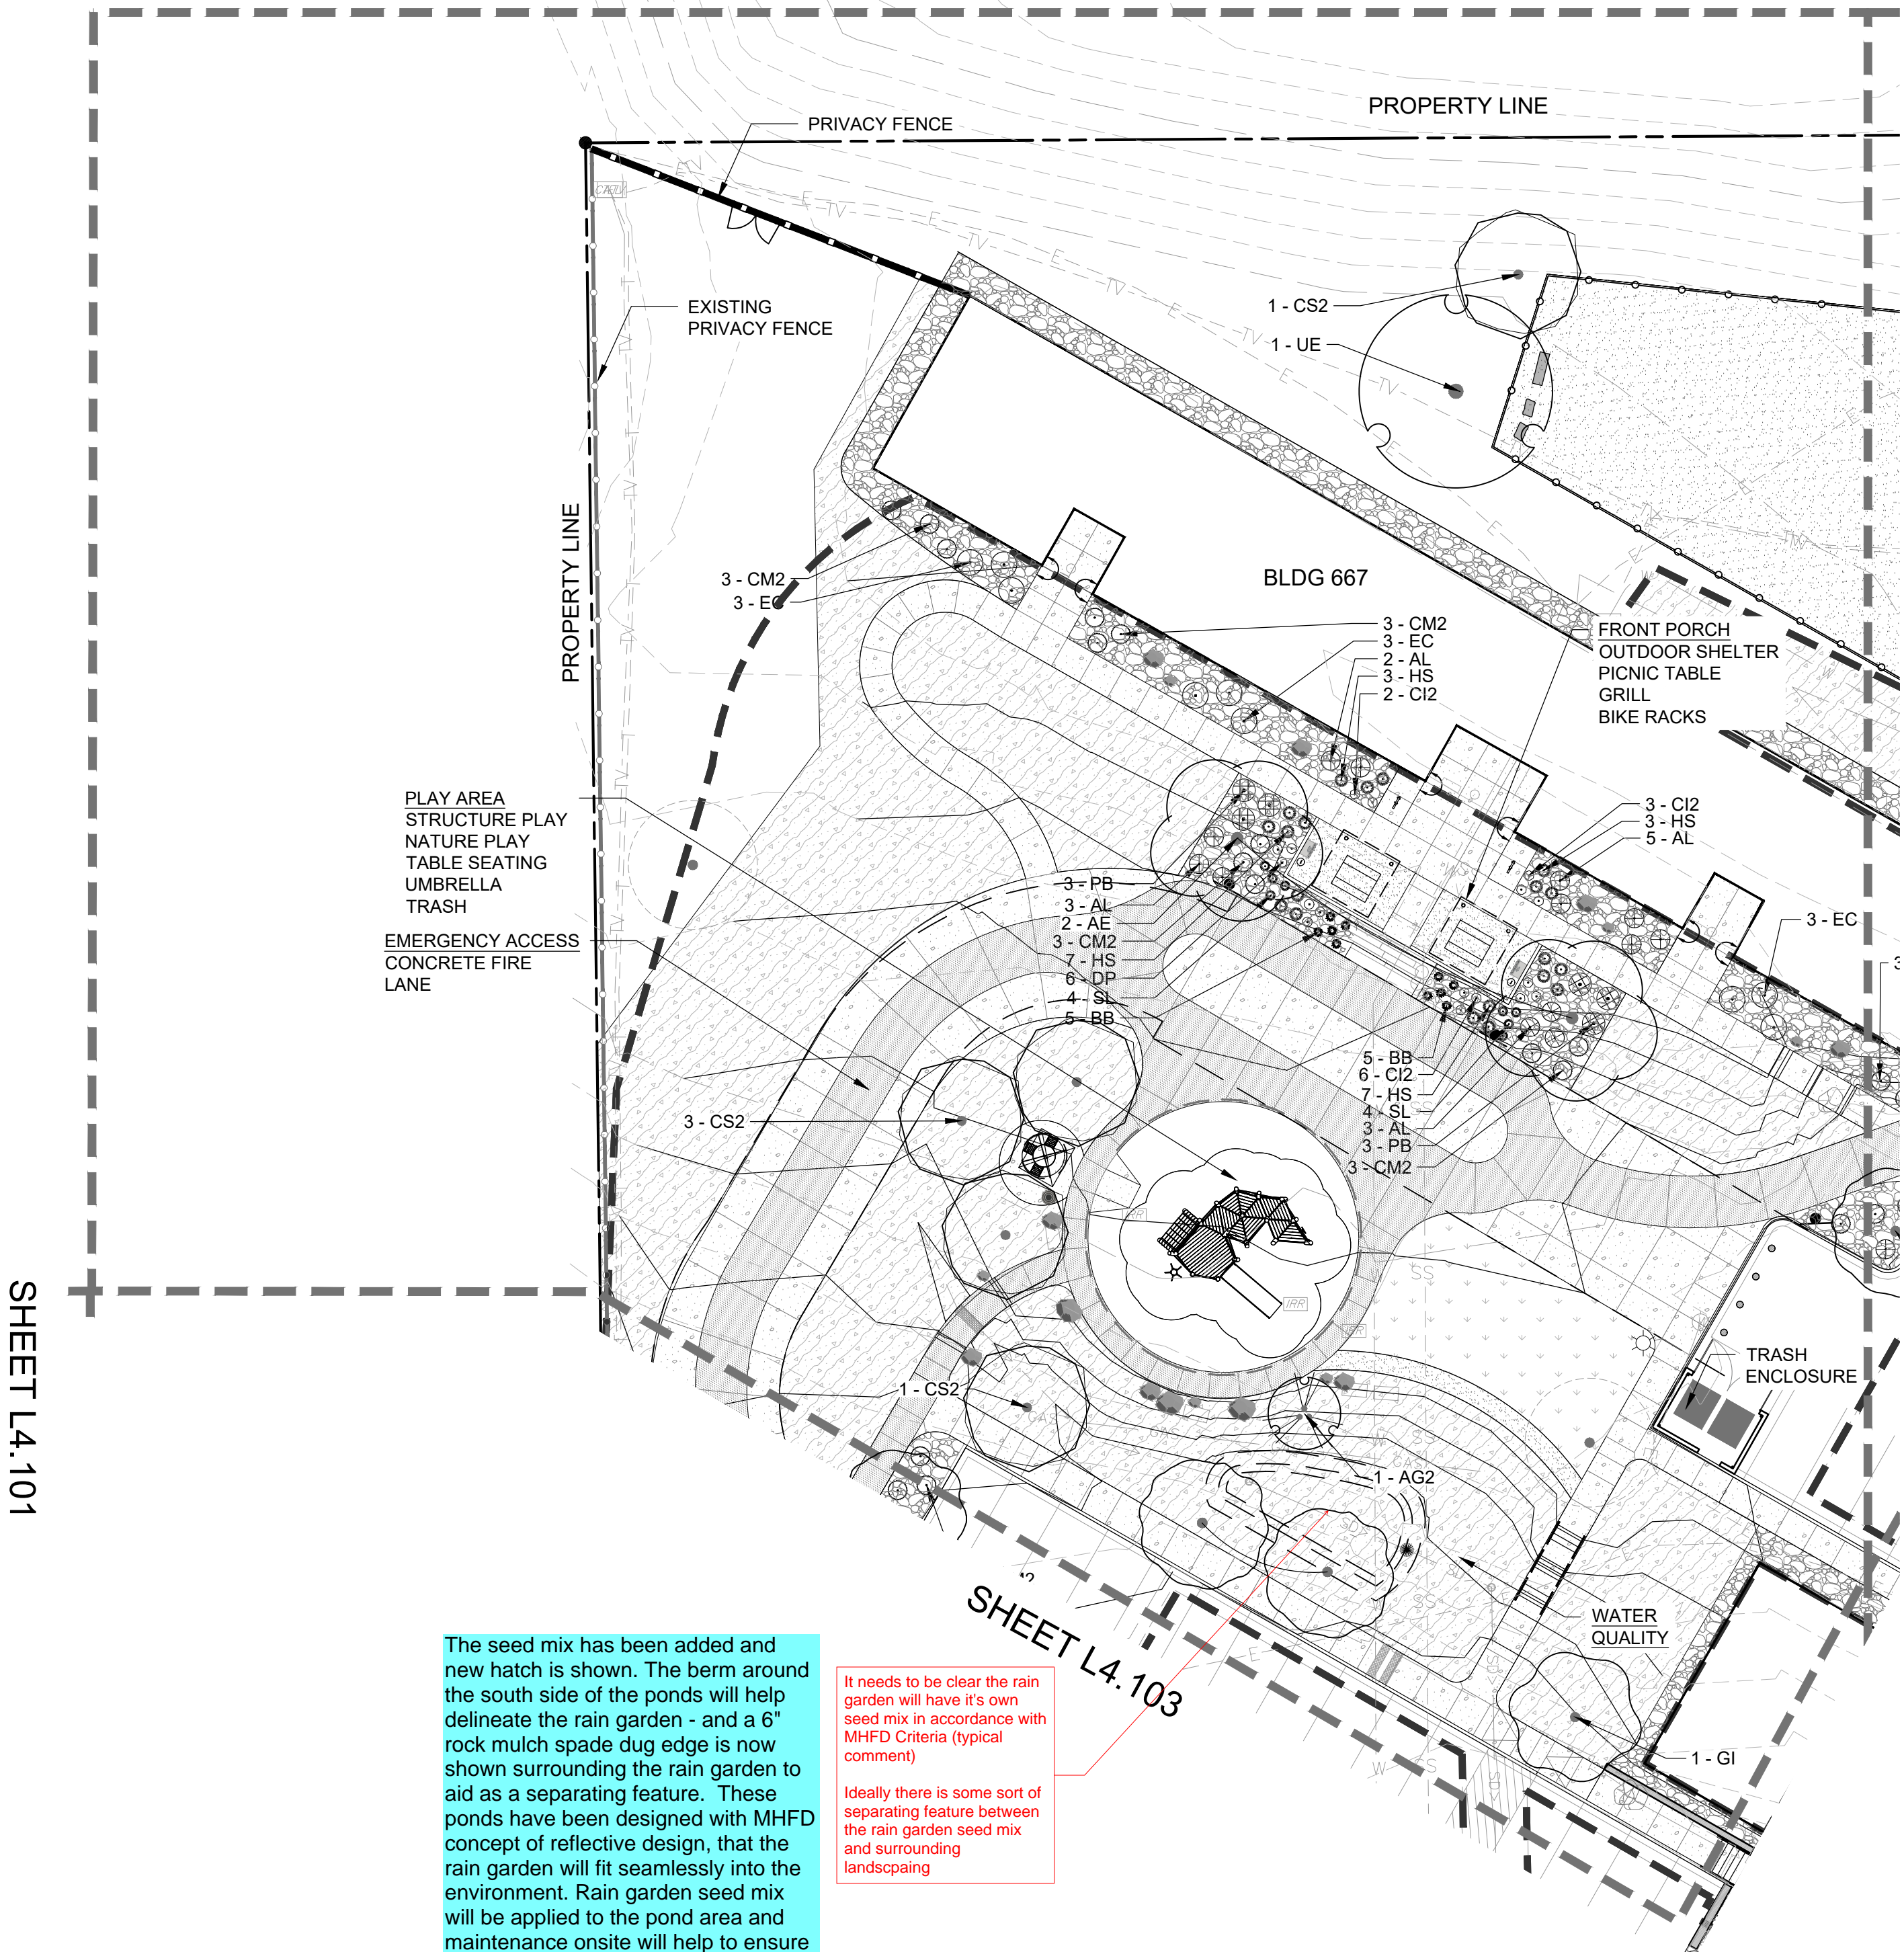 PROPERTY LINE
PRIVACY FENCE
CATV
E
TV
EXISTING
PRIVACY FENCE
1 - CS2
1 - UE
PROPERTY LINE
3 - CM2
3 - EC
BLDG 667
3 - CM2
3 - EC
2 - AL
3 - HS
2 - CI2
FRONT PORCH
OUTDOOR SHELTER
PICNIC TABLE
GRILL
BIKE RACKS
PLAY AREA
STRUCTURE PLAY
NATURE PLAY
TABLE SEATING
UMBRELLA
TRASH
EMERGENCY ACCESS
CONCRETE FIRE
LANE
3 - CI2
3 - HS
5 - AL
3 - EC
3 - PB
3 - AL
2 - AE
3 - CM2
7 - HS
6 - DP
4 - SL
5 - BB
5 - BB
6 - CI2
7 - HS
4 - SL
3 - AL
3 - PB
3 - CM2
3 - CS2
IRR
IRR
IRR
W
SS
TRASH
ENCLOSURE
1 - CS2
GAS
GAS
GAS
1 - AG2
WATER
QUALITY
1 - GI
SHEET L4.101
SHEET L4.103
The seed mix has been added and
new hatch is shown. The berm around
the south side of the ponds will help
delineate the rain garden - and a 6"
rock mulch spade dug edge is now
shown surrounding the rain garden to
aid as a separating feature.  These
ponds have been designed with MHFD
concept of reflective design, that the
rain garden will fit seamlessly into the
environment. Rain garden seed mix
will be applied to the pond area and
maintenance onsite will help to ensure
It needs to be clear the rain
garden will have it's own
seed mix in accordance with
MHFD Criteria (typical
comment)
Ideally there is some sort of
separating feature between
the rain garden seed mix
and surrounding
landscpaing